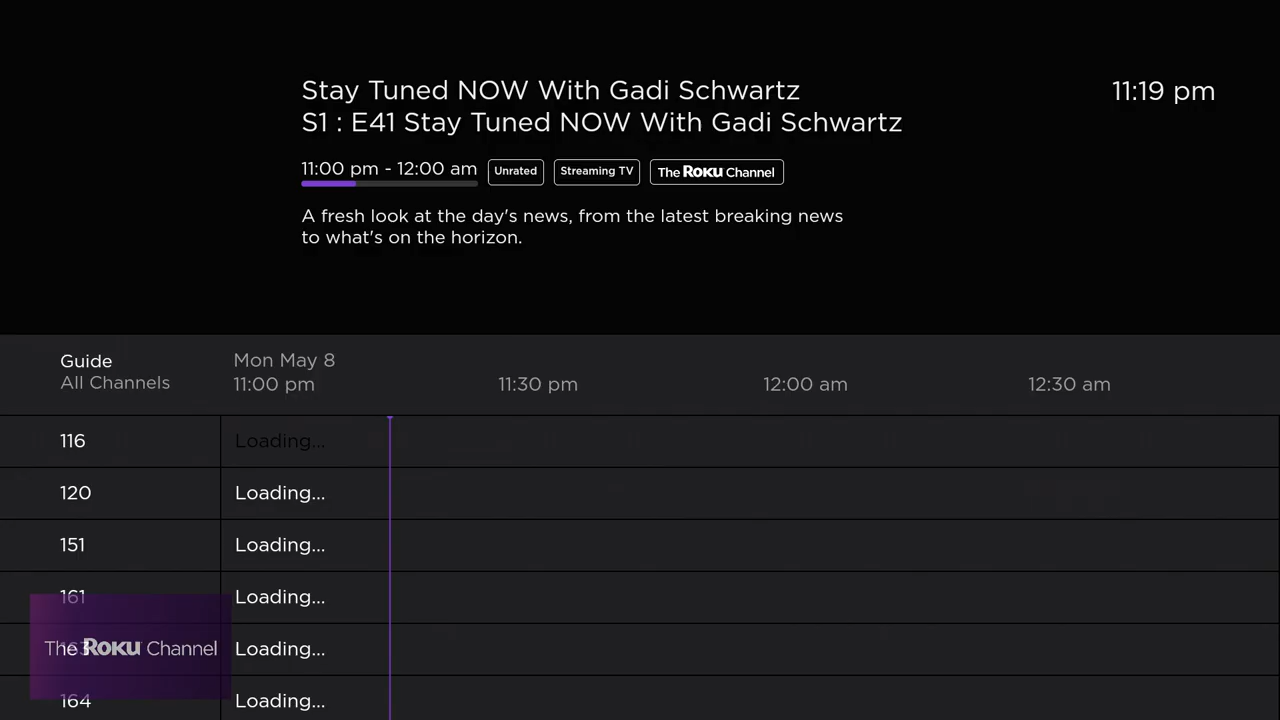 Stay Tuned NOW With Gadi Schwartz
11:19 pm
S1 : E41 Stay Tuned NOW With Gadi Schwartz
11:00 pm - 12:00 am Unrated Streaming TV The Roku Channel
A fresh look at the day's news, from the latest breaking news
to what's on the horizon.
Guide
All Channels
Mon May 8
11:00 pm 11:30 pm 12:00 am 12:30 am
116 Loading...
120 Loading...
151 Loading...
161 Loading...
163 Loading...
The Roku Channel
164 Loading...